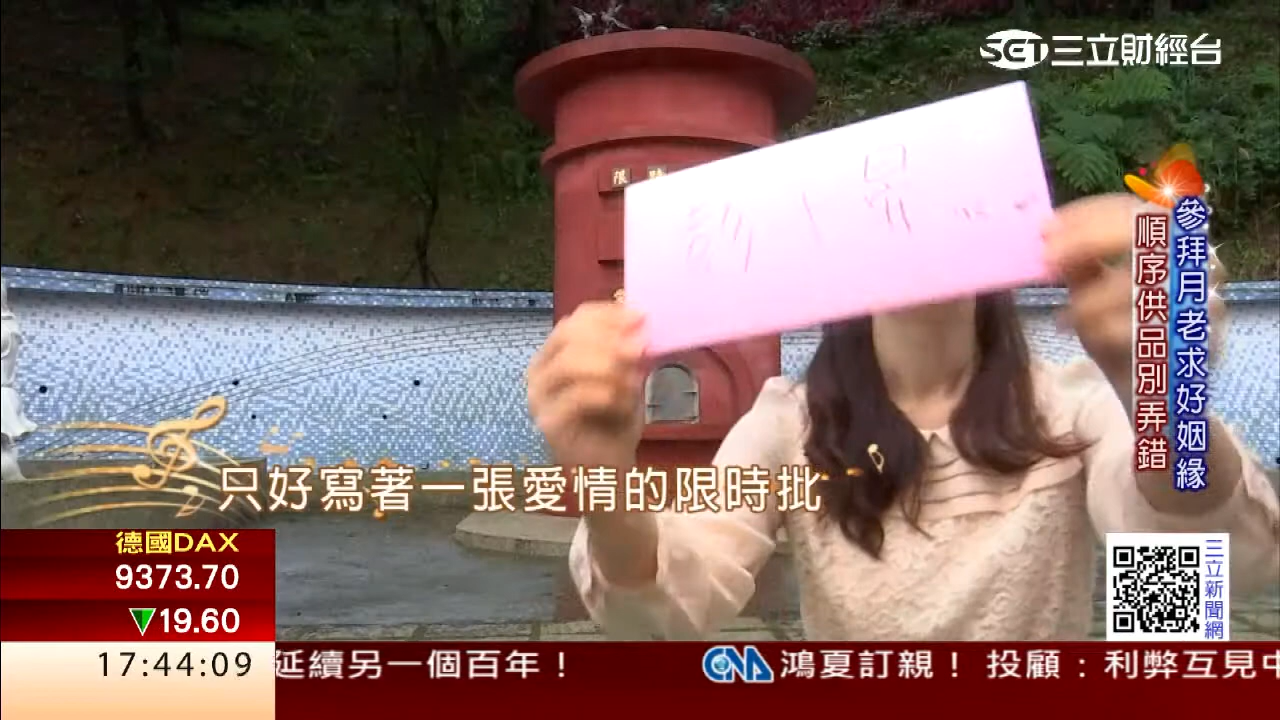 SET三立財經台
參拜月老求好姻緣
順序供品別弄錯
限時
只好寫著一張愛情的限時批
德國DAX
9373.70
▼19.60
三立新聞網
17:44:09
延續另一個百年！
CNA 鴻夏訂親！ 投顧：利弊互見中